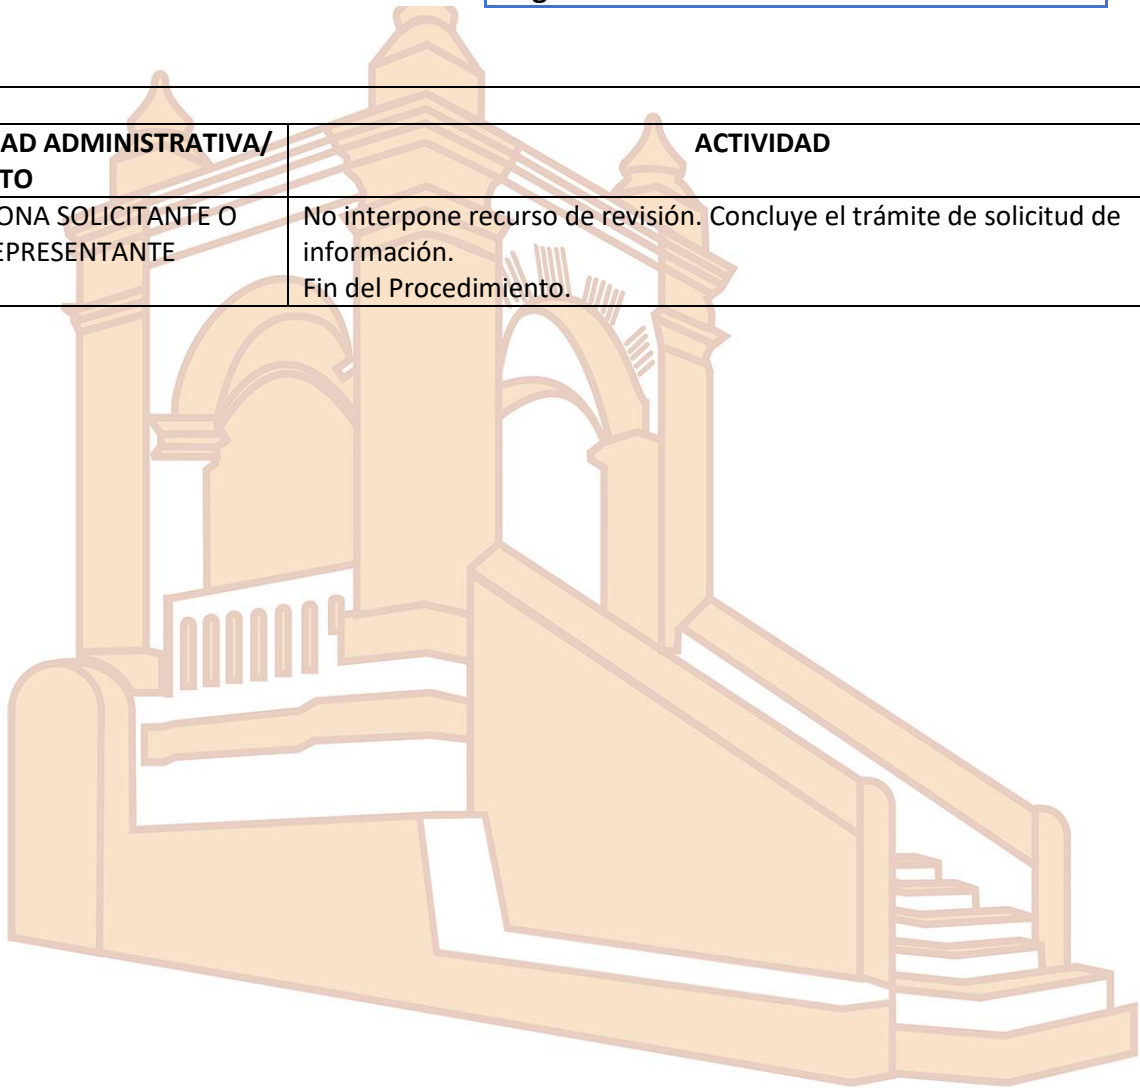 AD ADMINISTRATIVA/
TO
ACTIVIDAD
ONA SOLICITANTE O
EPRESENTANTE
No interpone recurso de revisión. Concluye el trámite de solicitud de
información.
Fin del Procedimiento.